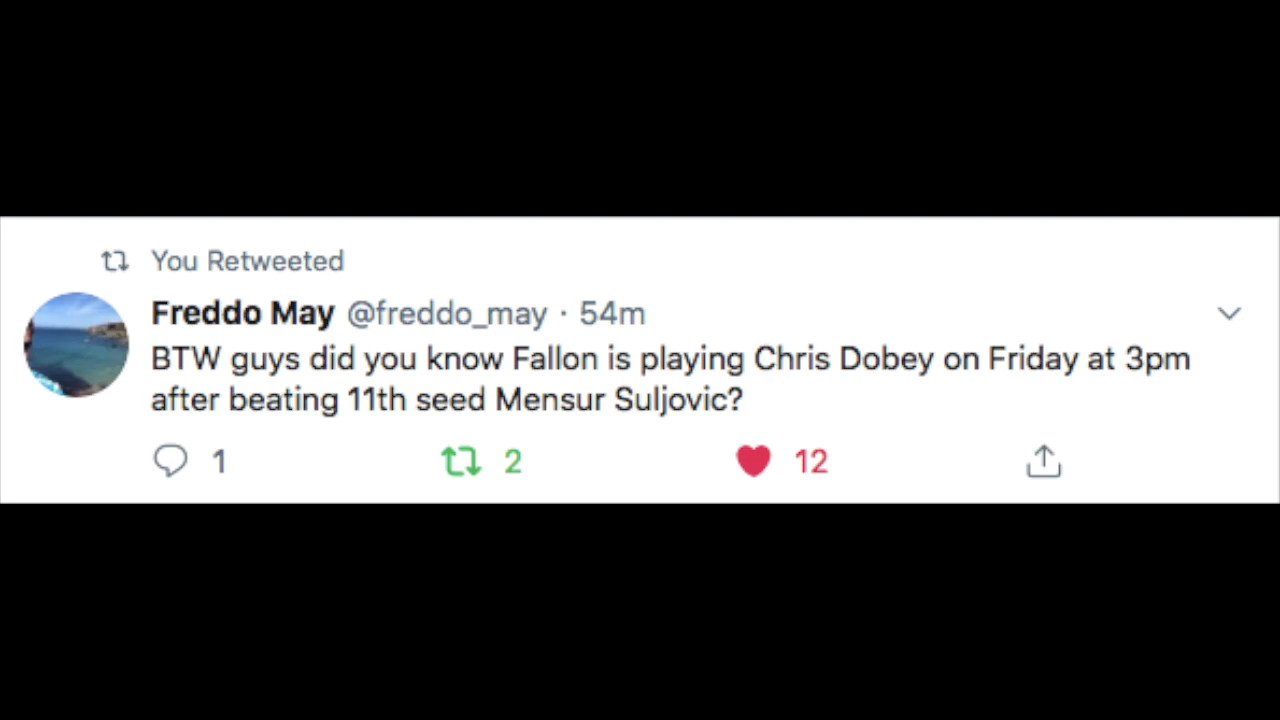 You Retweeted
Freddo May @freddo_may · 54m
BTW guys did you know Fallon is playing Chris Dobey on Friday at 3pm
after beating 11th seed Mensur Suljovic?
1 2 12